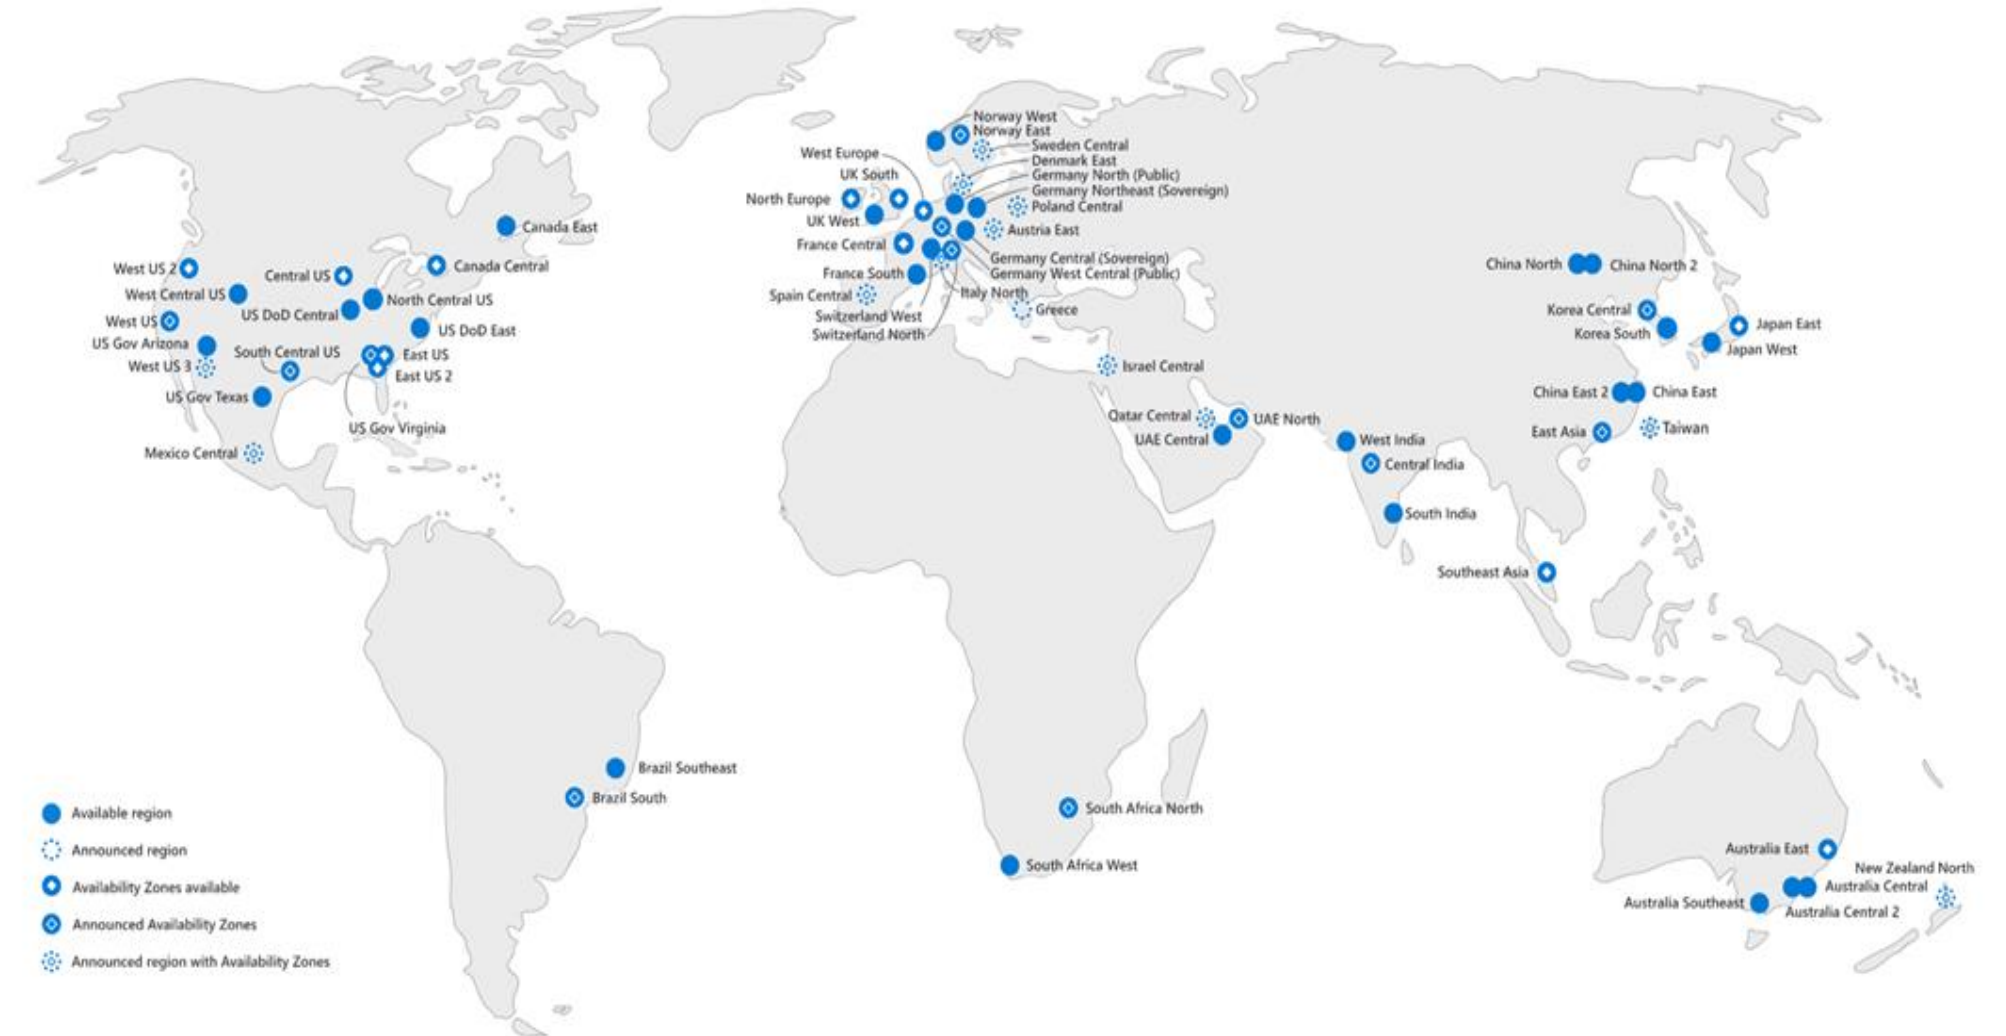 Norway West
Norway East
Sweden Central
West Europe
Denmark East
UK South
Germany North (Public)
Germany Northeast (Sovereign)
North Europe
Poland Central
UK West
Canada East
Austria East
France Central
Germany Central (Sovereign)
West US 2
Central US
Canada Central
China North
China North 2
France South
Germany West Central (Public)
West Central US
Spain Central
Italy North
North Central US
US DoD Central
Switzerland West
Greece
Korea Central
West US
US DoD East
Switzerland North
Korea South
Japan East
US Gov Arizona
South Central US
East US
Japan West
West US 3
East US 2
Israel Central
US Gov Texas
China East 2
China East
Qatar Central
UAE North
US Gov Virginia
East Asia
Taiwan
UAE Central
West India
Mexico Central
Central India
South India
Southeast Asia
Brazil Southeast
Brazil South
South Africa North
Available region
Announced region
Australia East
South Africa West
New Zealand North
Availability Zones available
Australia Central
Australia Southeast
Australia Central 2
Announced Availability Zones
Announced region with Availability Zones